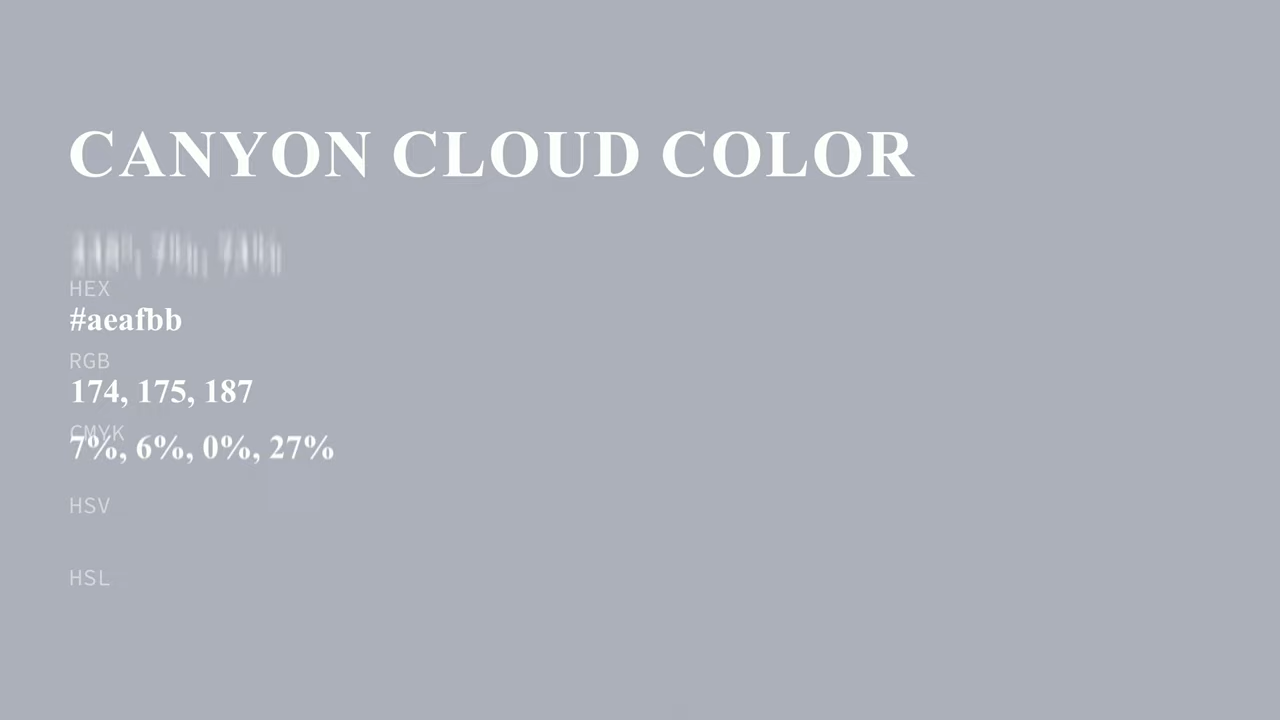 CANYON CLOUD COLOR
HEX
#aeafbb
RGB
174, 175, 187
CMYK
7%, 6%, 0%, 27%
HSV
HSL